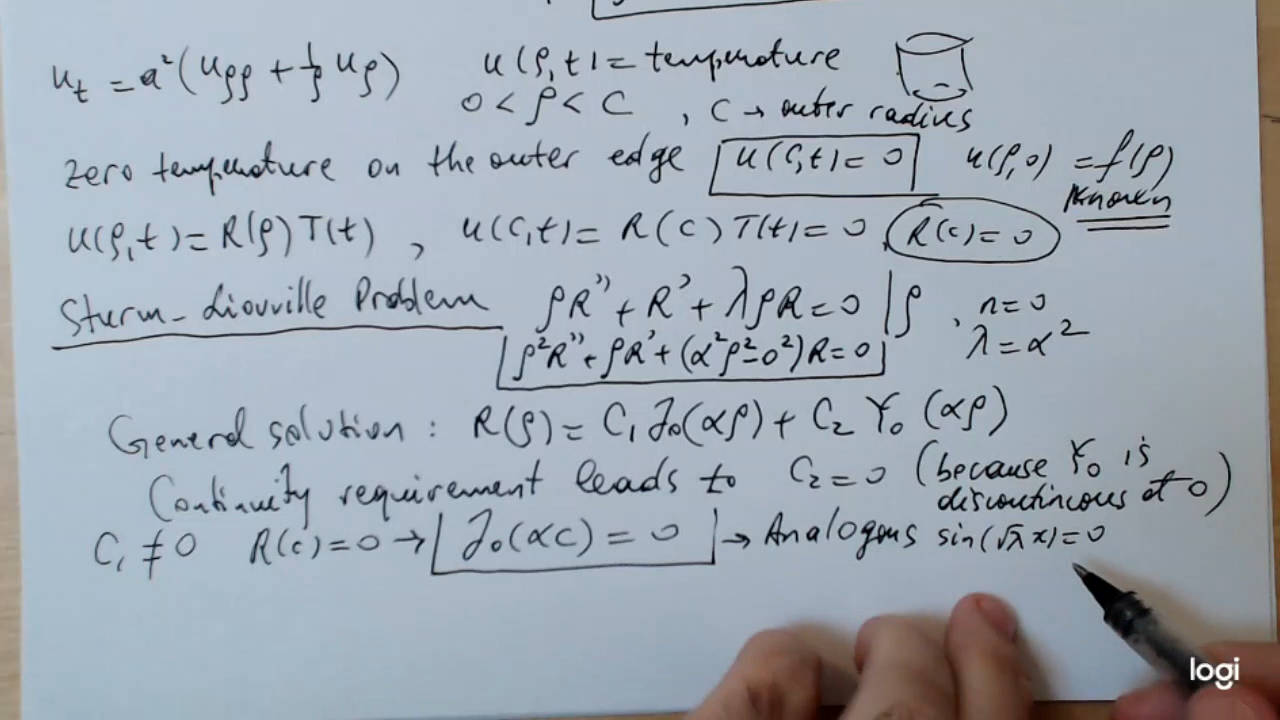 u_t = a²(u_ρρ + 1/ρ u_ρ)   u(ρ,t) = temperature
0 < ρ < C , C → outer radius
zero temperature on the outer edge   u(C,t) = 0   u(ρ,0) = f(ρ)
Known
u(ρ,t) = R(ρ)T(t) , u(C,t) = R(C)T(t) = 0 , R(c) = 0
Sturm-Liouville Problem   ρR'' + R' + λρR = 0 | ρ , n=0
ρ²R'' + ρR' + (α²ρ² - 0²)R = 0   λ = α²
General solution : R(ρ) = C₁ J₀(αρ) + C₂ Y₀(αρ)
Continuity requirement leads to C₂ = 0 (because Y₀ is
discontinuous at 0)
C₁ ≠ 0   R(c) = 0 → J₀(αc) = 0 → Analogous sin(√λ x) = 0
logi